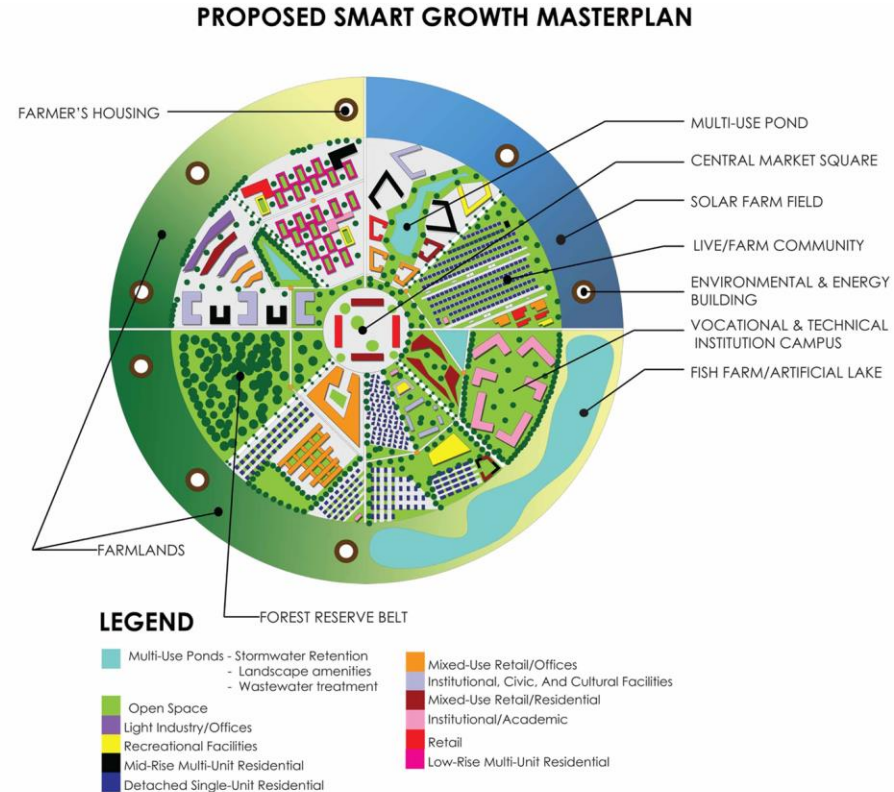 PROPOSED SMART GROWTH MASTERPLAN
FARMER'S HOUSING
MULTI-USE POND
CENTRAL MARKET SQUARE
SOLAR FARM FIELD
LIVE/FARM COMMUNITY
ENVIRONMENTAL & ENERGY
BUILDING
VOCATIONAL & TECHNICAL
INSTITUTION CAMPUS
FISH FARM/ARTIFICIAL LAKE
FARMLANDS
FOREST RESERVE BELT
LEGEND
Multi-Use Ponds - Stormwater Retention
- Landscape amenities
- Wastewater treatment
Open Space
Light Industry/Offices
Recreational Facilities
Mid-Rise Multi-Unit Residential
Detached Single-Unit Residential
Mixed-Use Retail/Offices
Institutional, Civic, And Cultural Facilities
Mixed-Use Retail/Residential
Institutional/Academic
Retail
Low-Rise Multi-Unit Residential